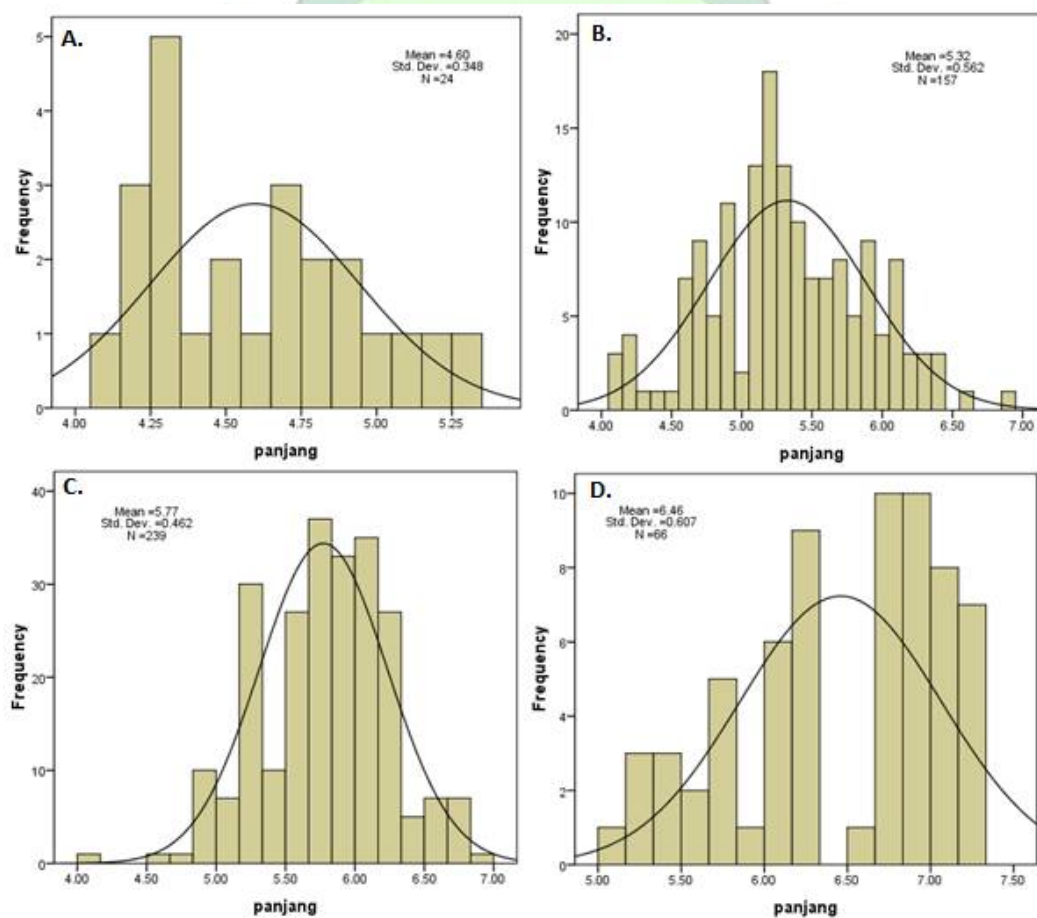 A.
Mean =4.60
Std. Dev. =0.348
N =24
5
4
3
2
1
0
Frequency
4.00 4.25 4.50 4.75 5.00 5.25
panjang
B.
Mean =5.32
Std. Dev. =0.562
N =157
20
15
10
5
0
Frequency
4.00 4.50 5.00 5.50 6.00 6.50 7.00
panjang
C.
Mean =5.77
Std. Dev. =0.462
N =239
40
30
20
10
0
Frequency
4.00 4.50 5.00 5.50 6.00 6.50 7.00
panjang
D.
Mean =6.46
Std. Dev. =0.607
N =66
10
8
6
4
2
0
Frequency
5.00 5.50 6.00 6.50 7.00 7.50
panjang